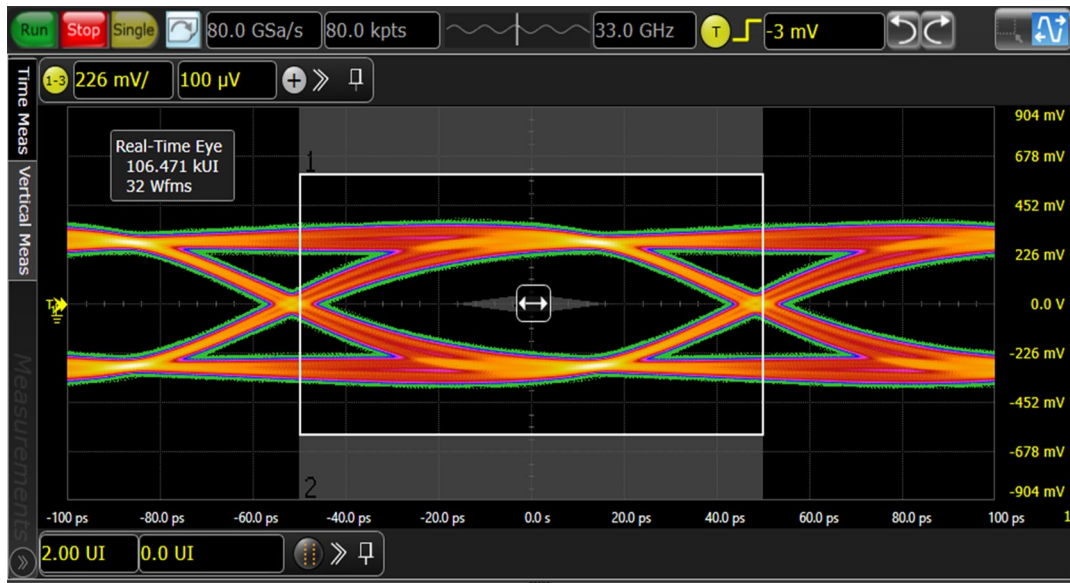 Run Stop Single 80.0 GSa/s 80.0 kpts 33.0 GHz T -3 mV
1-3 226 mV/ 100 µV
Time Meas
Vertical Meas
Measurements
Real-Time Eye
106.471 kUI
32 Wfms
1
2
904 mV
678 mV
452 mV
226 mV
0.0 V
-226 mV
-452 mV
-678 mV
-904 mV
-100 ps -80.0 ps -60.0 ps -40.0 ps -20.0 ps 0.0 s 20.0 ps 40.0 ps 60.0 ps 80.0 ps 100 ps
2.00 UI 0.0 UI